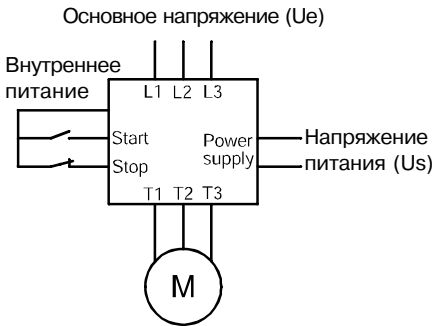 Основное напряжение (Ue)
Внутреннее
питание
L1 L2 L3
Start
Stop
Power
supply
Напряжение
питания (Us)
T1 T2 T3
M